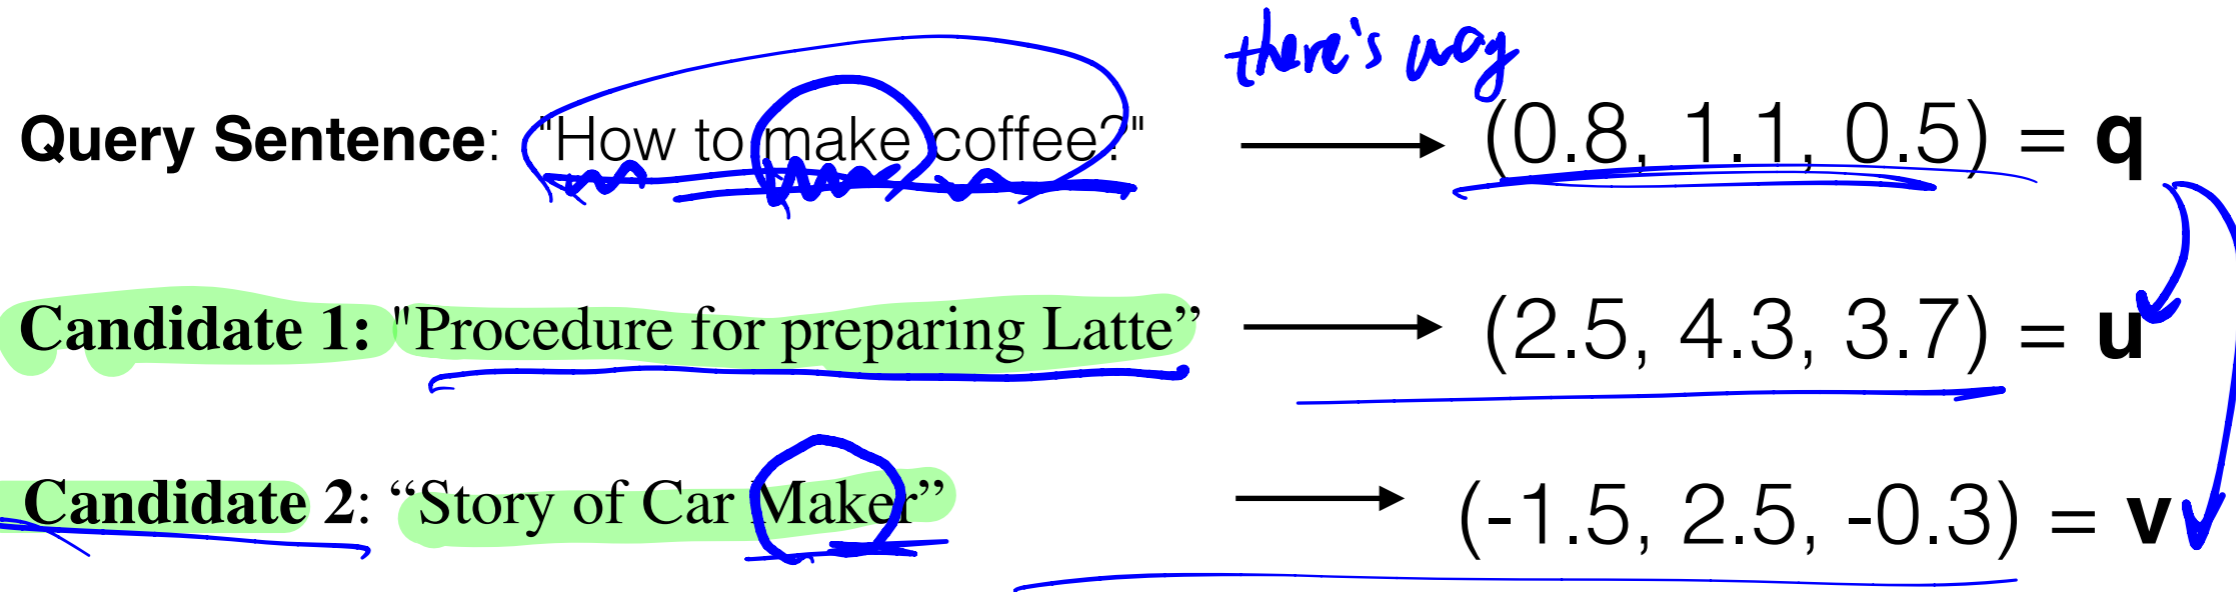 there's way
Query Sentence: "How to make coffee?" (0.8, 1.1, 0.5) = q
Candidate 1: "Procedure for preparing Latte” (2.5, 4.3, 3.7) = u
Candidate 2: “Story of Car Maker” (-1.5, 2.5, -0.3) = v